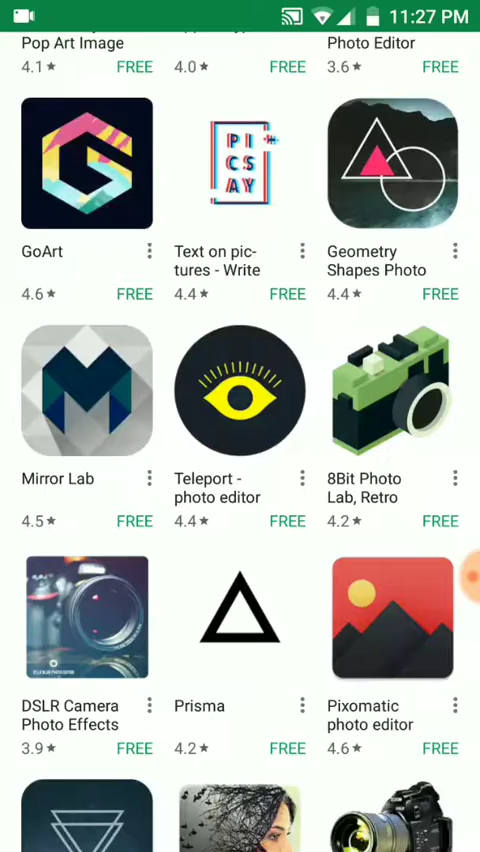 11:27 PM
Pop Art Image
Photo Editor
4.1★ FREE
4.0★ FREE
3.6★ FREE
PI
CS
AY
GoArt
Text on pic-
tures - Write
Geometry
Shapes Photo
4.6★ FREE
4.4★ FREE
4.4★ FREE
Mirror Lab
Teleport -
photo editor
8Bit Photo
Lab, Retro
4.5★ FREE
4.4★ FREE
4.2★ FREE
DSLR Camera
Photo Effects
Prisma
Pixomatic
photo editor
3.9★ FREE
4.2★ FREE
4.6★ FREE